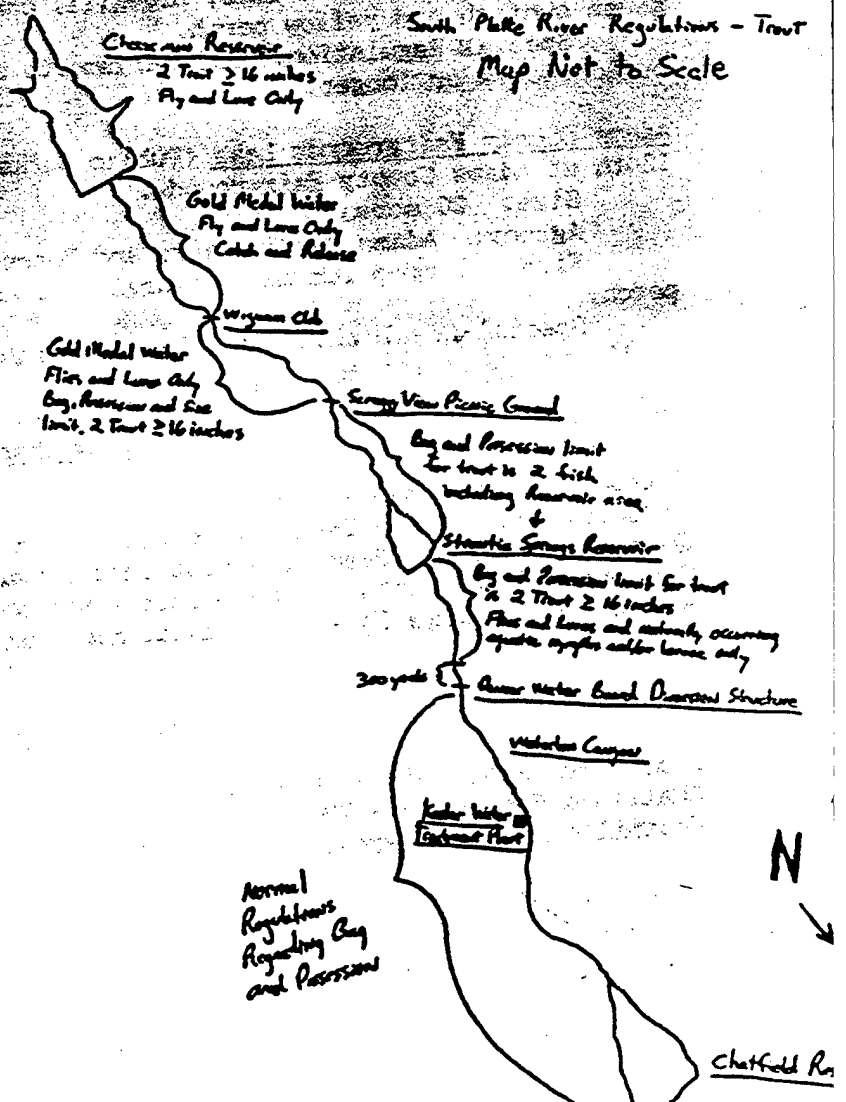 South Platte River Regulations - Trout
Map Not to Scale
Cheesman Reservoir
2 Trout ≥ 16 inches
Fly and Lure Only
Gold Medal Water
Fly and Lure Only
Catch and Release
Wigwam Club
Gold Medal Water
Flies and Lures Only
Bag, Possession and Size
limit, 2 Trout ≥ 16 inches
Scraggy View Picnic Ground
Bag and Possession limit
for trout is 2 fish
including Reservoir area
Strontia Springs Reservoir
Bag and Possession limit for trout
is 2 Trout ≥ 16 inches
Flies and Lures and naturally occurring
aquatic nymphs and/or larvae only
300 yards
Water Board Diversion Structure
Waterton Canyon
Kassler Water
Treatment Plant
Normal
Regulations
Regarding Bag
and Possession
N
Chatfield Res